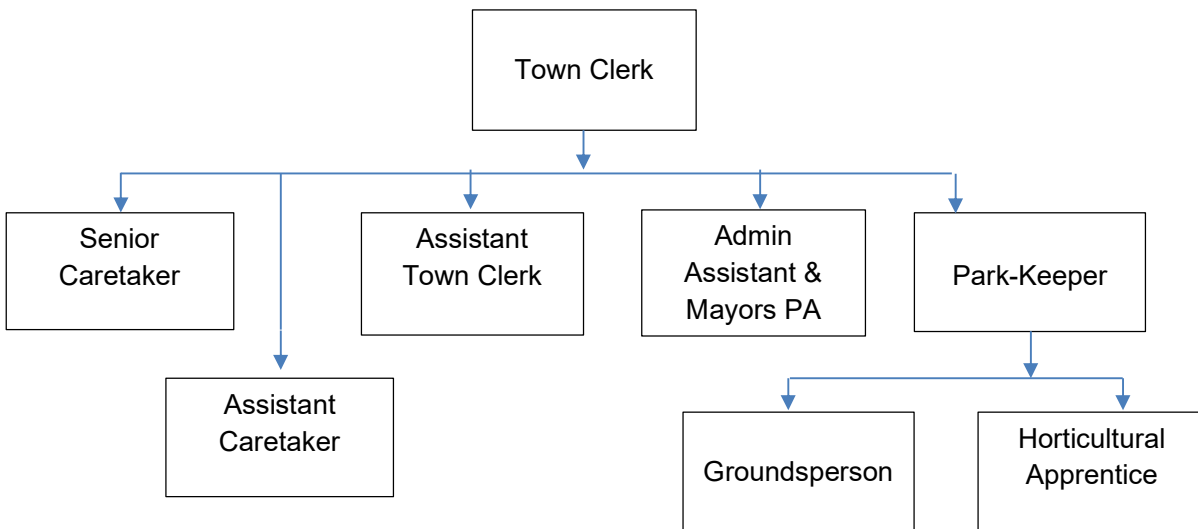 Town Clerk
Senior
Caretaker
Assistant
Town Clerk
Admin
Assistant &
Mayors PA
Park-Keeper
Assistant
Caretaker
Groundsperson
Horticultural
Apprentice